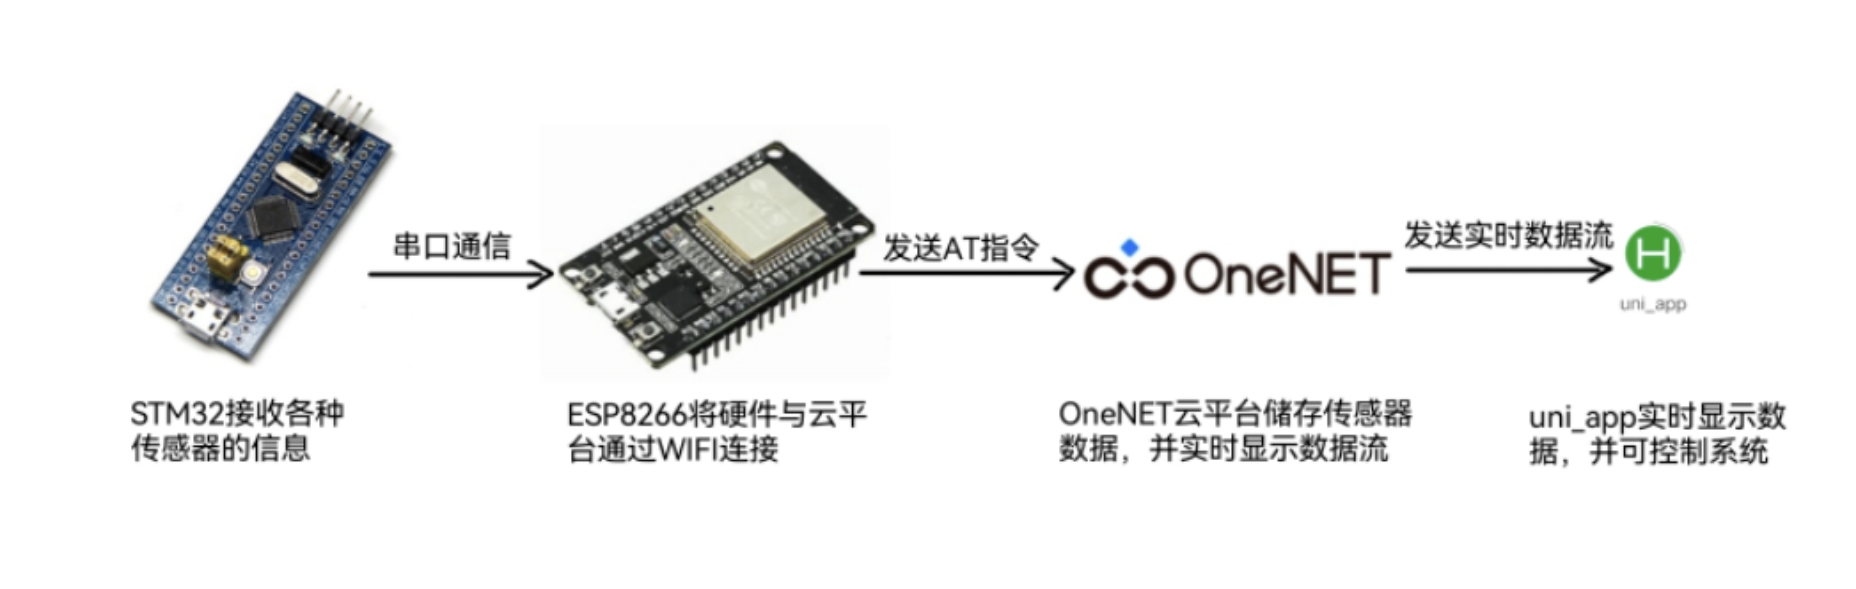 串口通信
发送AT指令
OneNET
发送实时数据流
H
uni_app
STM32接收各种
传感器的信息
ESP8266将硬件与云平
台通过WIFI连接
OneNET云平台储存传感器
数据，并实时显示数据流
uni_app实时显示数
据，并可控制系统